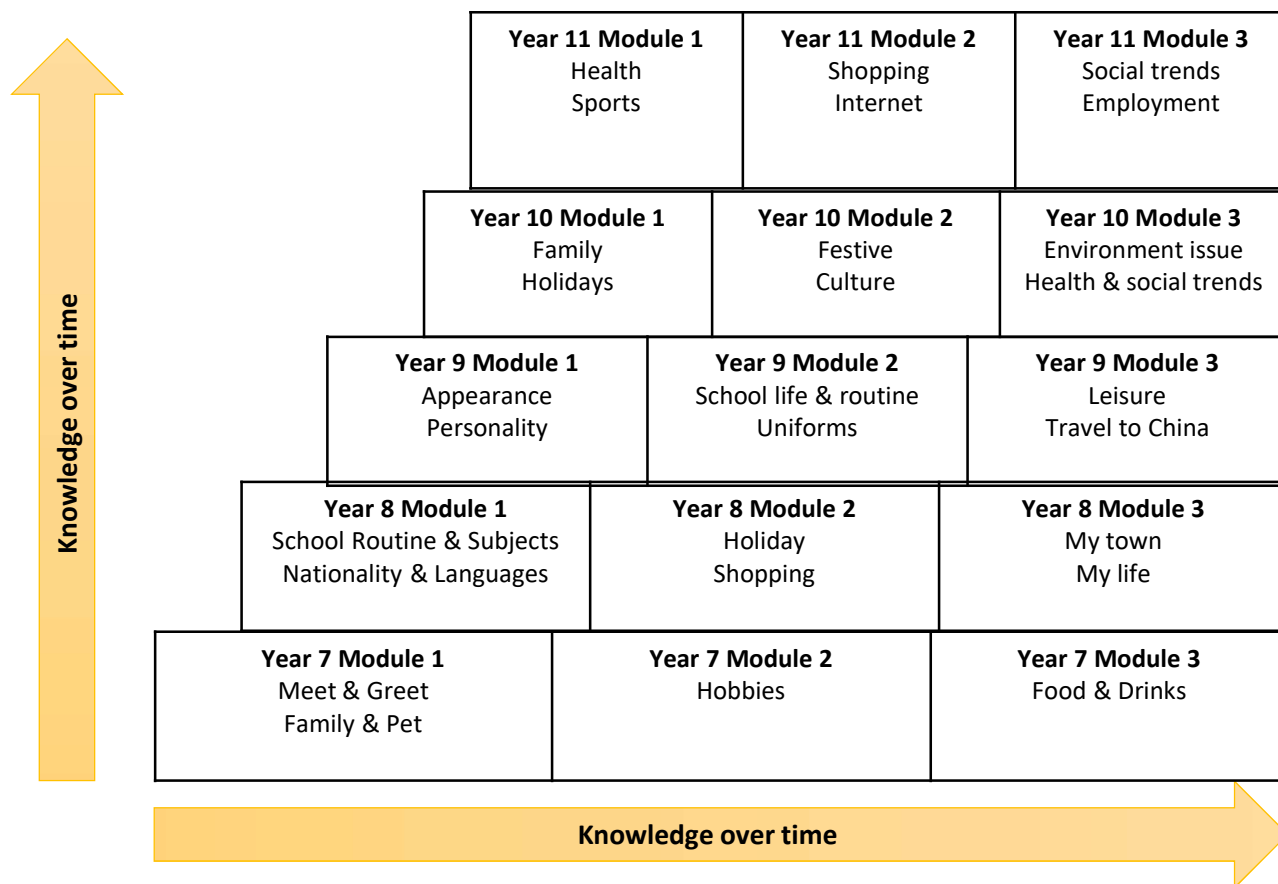 Knowledge over time
Year 11 Module 1
Health
Sports
Year 11 Module 2
Shopping
Internet
Year 11 Module 3
Social trends
Employment
Year 10 Module 1
Family
Holidays
Year 10 Module 2
Festive
Culture
Year 10 Module 3
Environment issue
Health & social trends
Year 9 Module 1
Appearance
Personality
Year 9 Module 2
School life & routine
Uniforms
Year 9 Module 3
Leisure
Travel to China
Year 8 Module 1
School Routine & Subjects
Nationality & Languages
Year 8 Module 2
Holiday
Shopping
Year 8 Module 3
My town
My life
Year 7 Module 1
Meet & Greet
Family & Pet
Year 7 Module 2
Hobbies
Year 7 Module 3
Food & Drinks
Knowledge over time